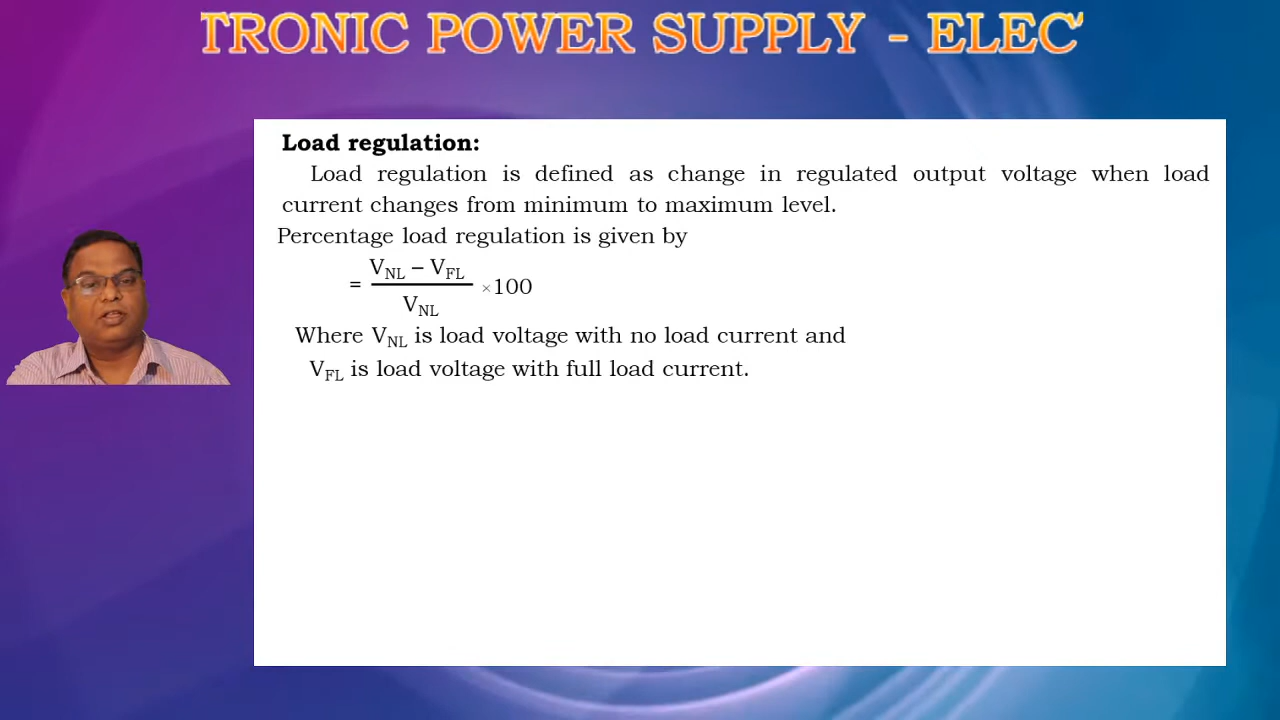 TRONIC POWER SUPPLY - ELEC
Load regulation:
Load regulation is defined as change in regulated output voltage when load
current changes from minimum to maximum level.
Percentage load regulation is given by
= V_NL – V_FL / V_NL ×100
Where V_NL is load voltage with no load current and
V_FL is load voltage with full load current.